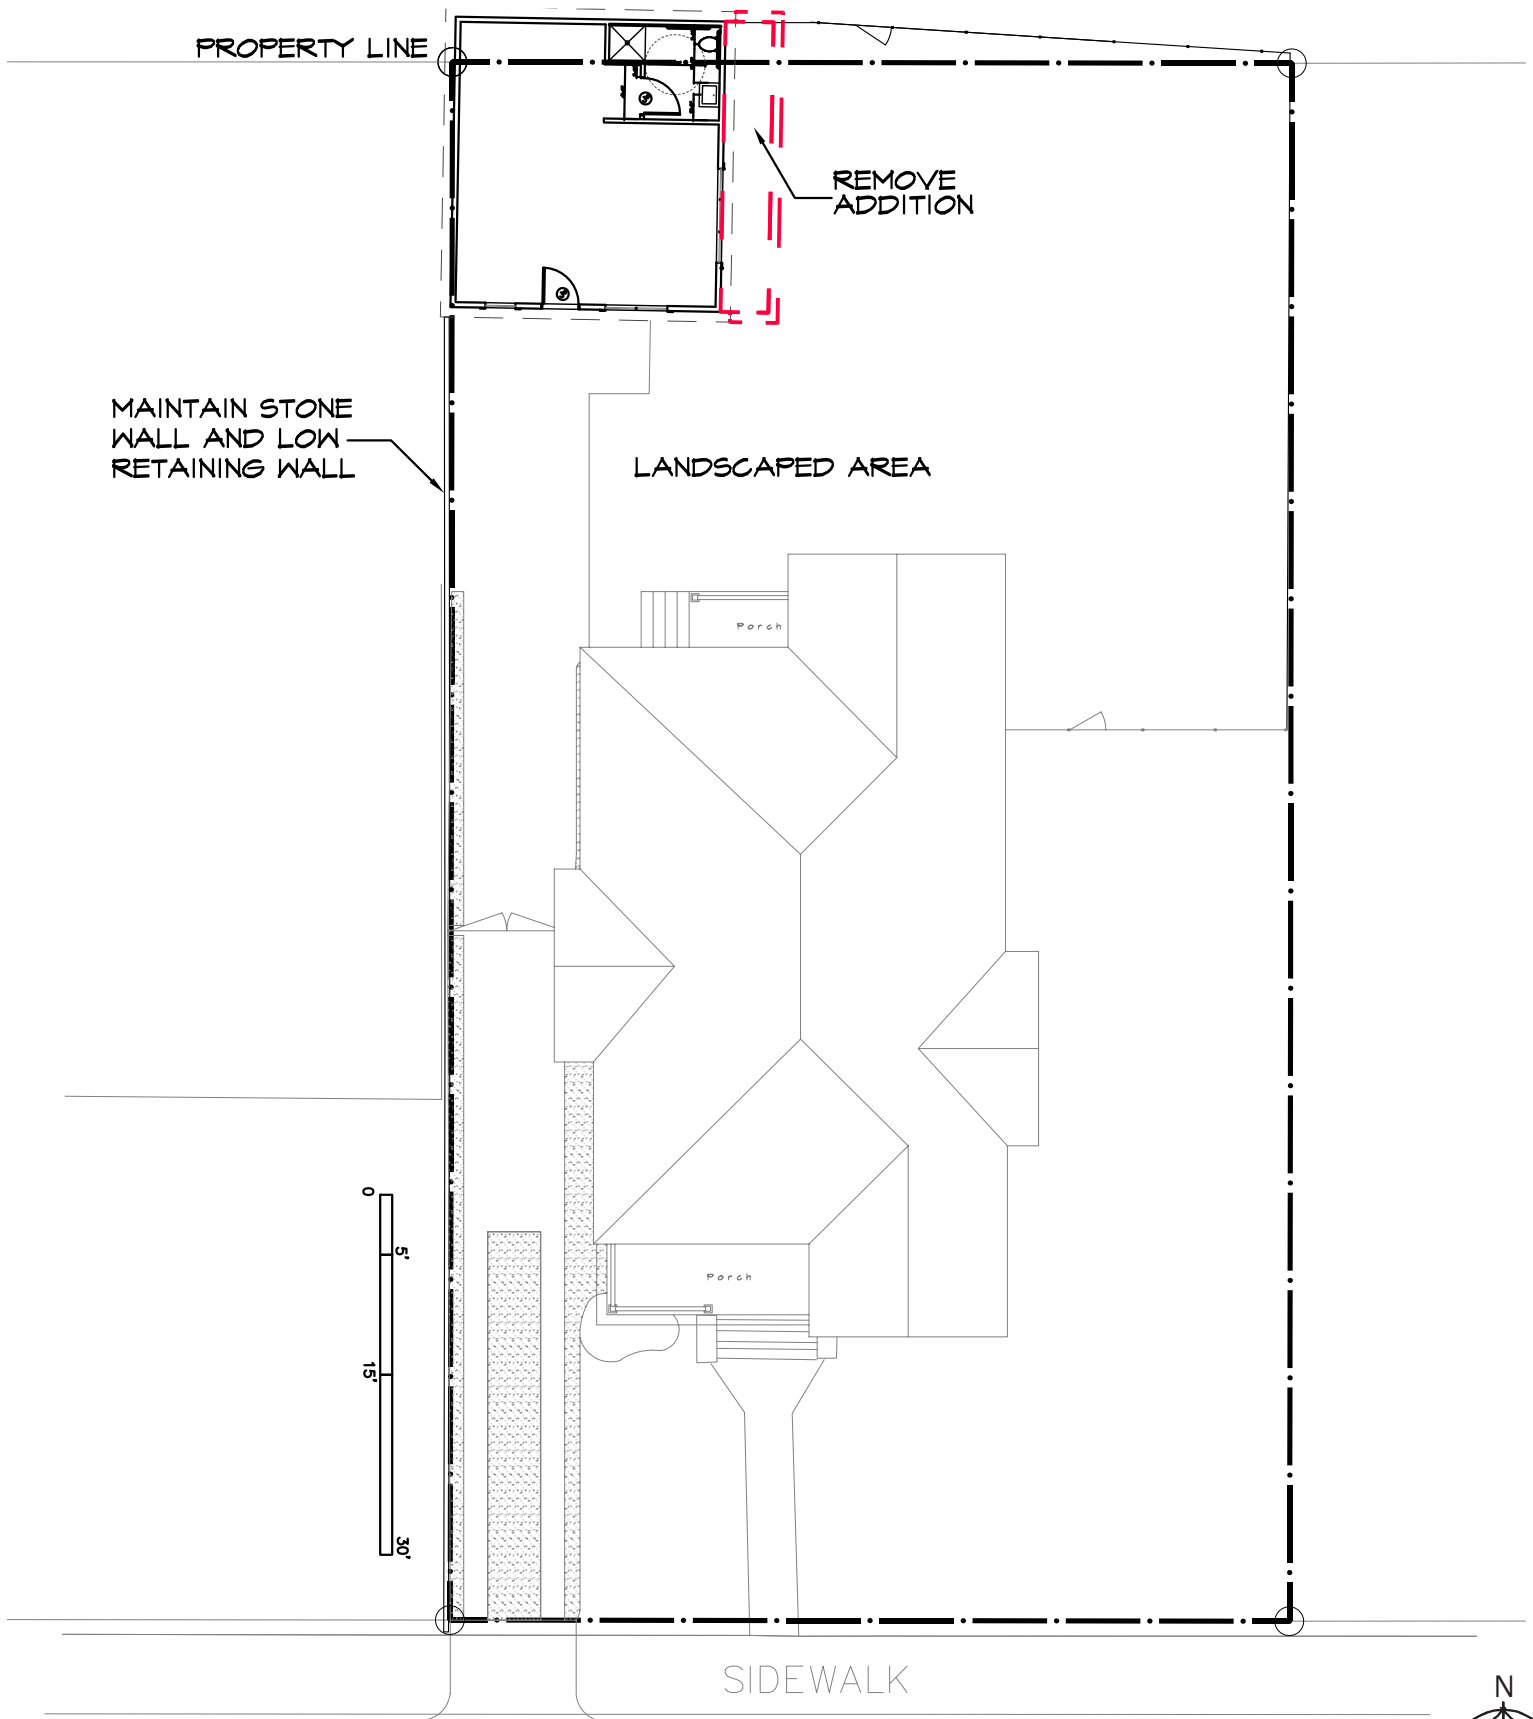 PROPERTY LINE
REMOVE
ADDITION
MAINTAIN STONE
WALL AND LOW
RETAINING WALL
LANDSCAPED AREA
Porch
0
5'
15'
30'
Porch
SIDEWALK
N